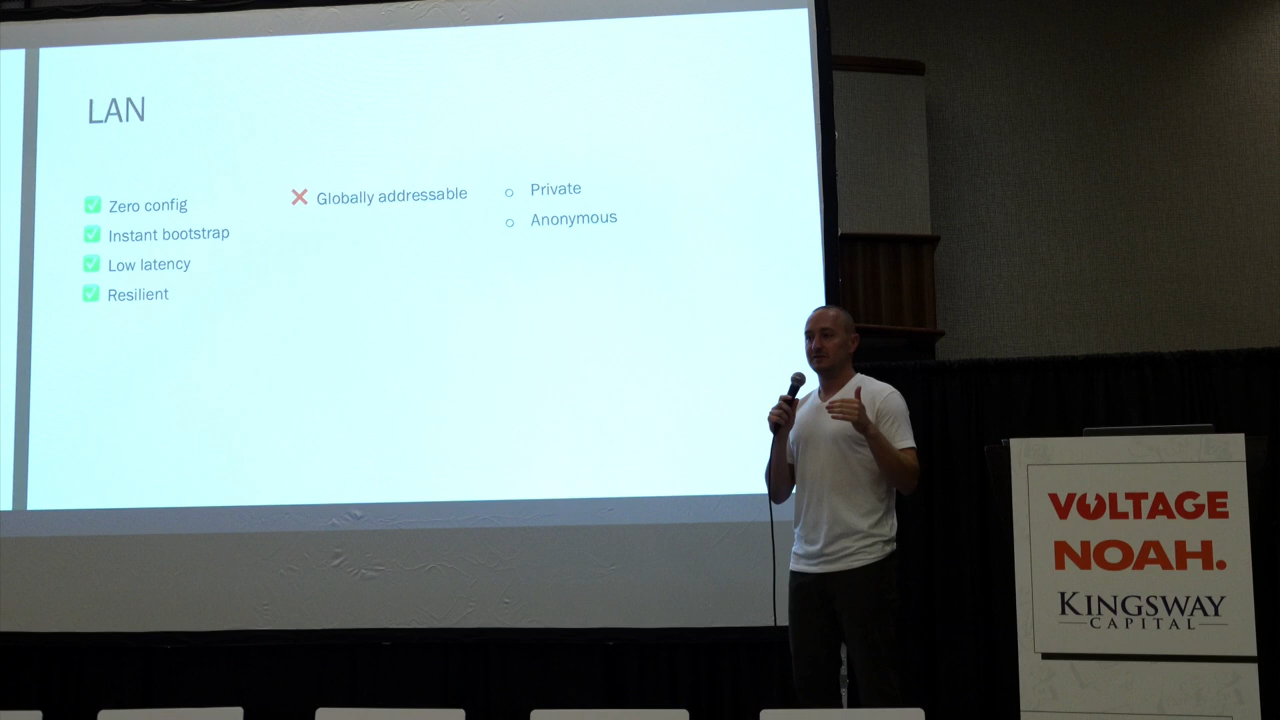 LAN
Zero config
Instant bootstrap
Low latency
Resilient
Globally addressable
Private
Anonymous
VOLTAGE
NOAH.
KINGSWAY
CAPITAL